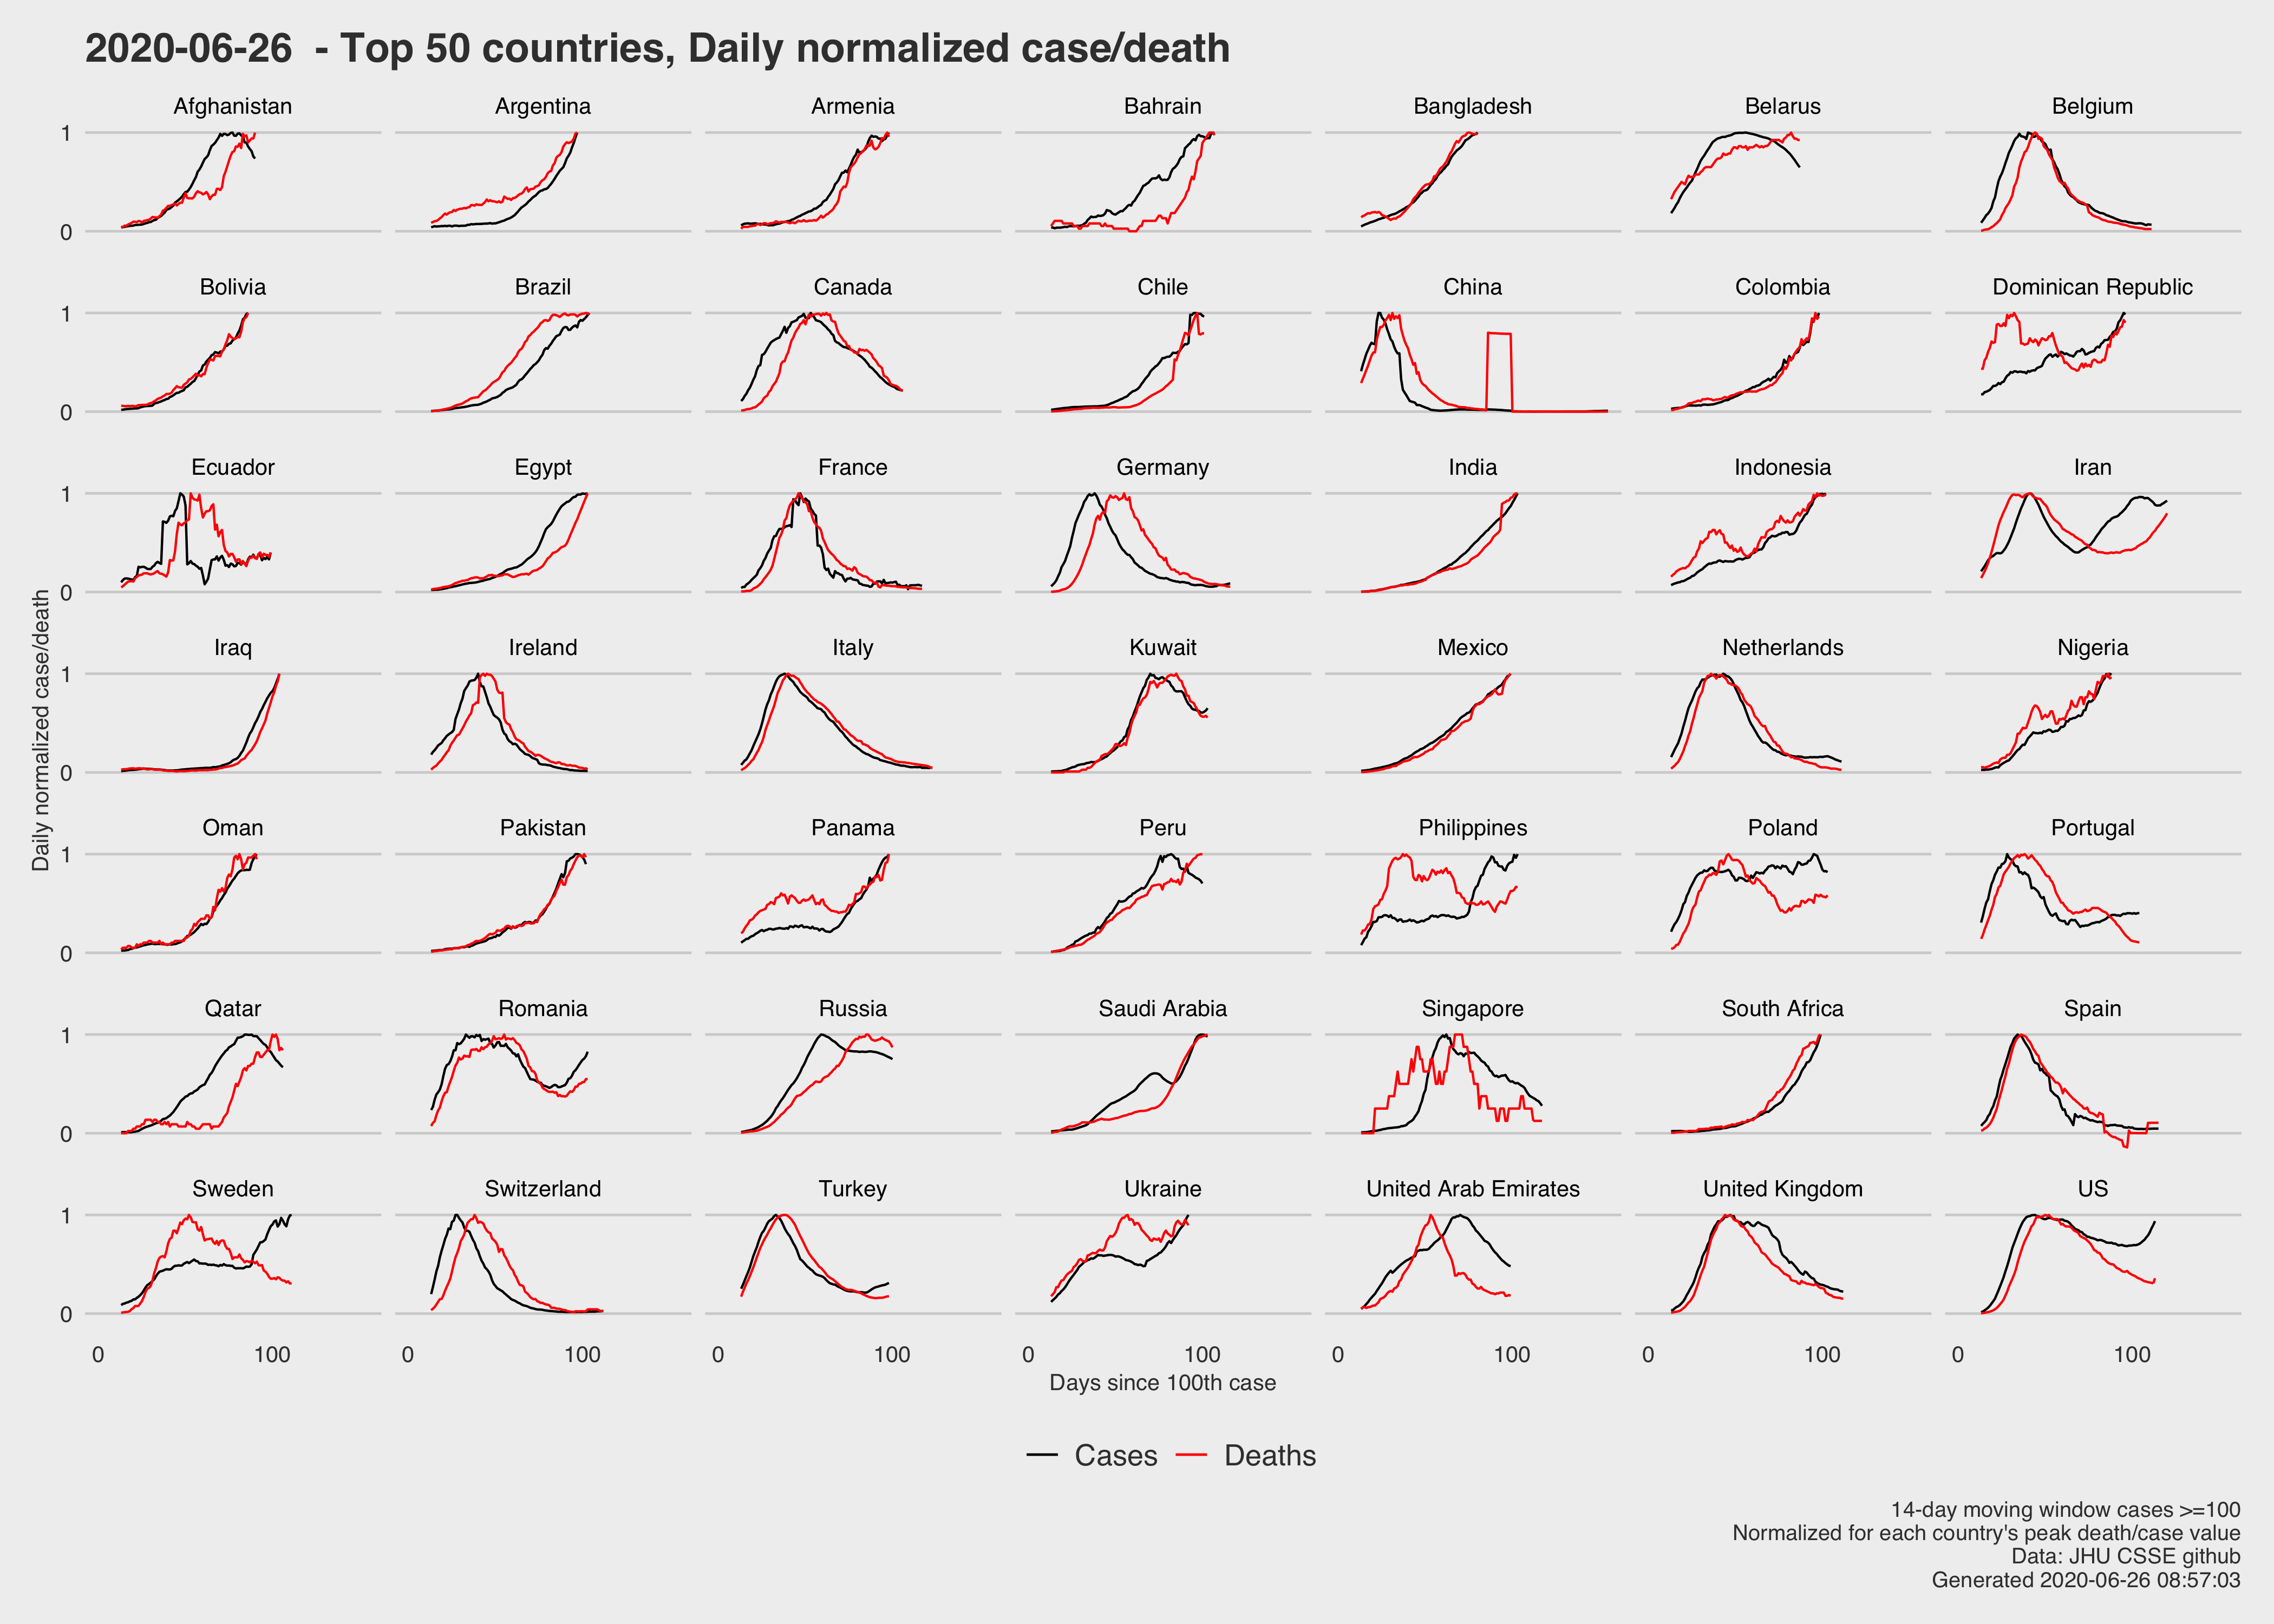 2020-06-26  - Top 50 countries, Daily normalized case/death
Afghanistan Argentina Armenia Bahrain Bangladesh Belarus Belgium
1
0
Bolivia Brazil Canada Chile China Colombia Dominican Republic
1
0
Ecuador Egypt France Germany India Indonesia Iran
1
0
Iraq Ireland Italy Kuwait Mexico Netherlands Nigeria
1
0
Oman Pakistan Panama Peru Philippines Poland Portugal
1
0
Qatar Romania Russia Saudi Arabia Singapore South Africa Spain
1
0
Sweden Switzerland Turkey Ukraine United Arab Emirates United Kingdom US
1
0
0 100 0 100 0 100 0 100 0 100 0 100 0 100
Daily normalized case/death
Days since 100th case
Cases Deaths
14-day moving window cases >=100
Normalized for each country's peak death/case value
Data: JHU CSSE github
Generated 2020-06-26 08:57:03